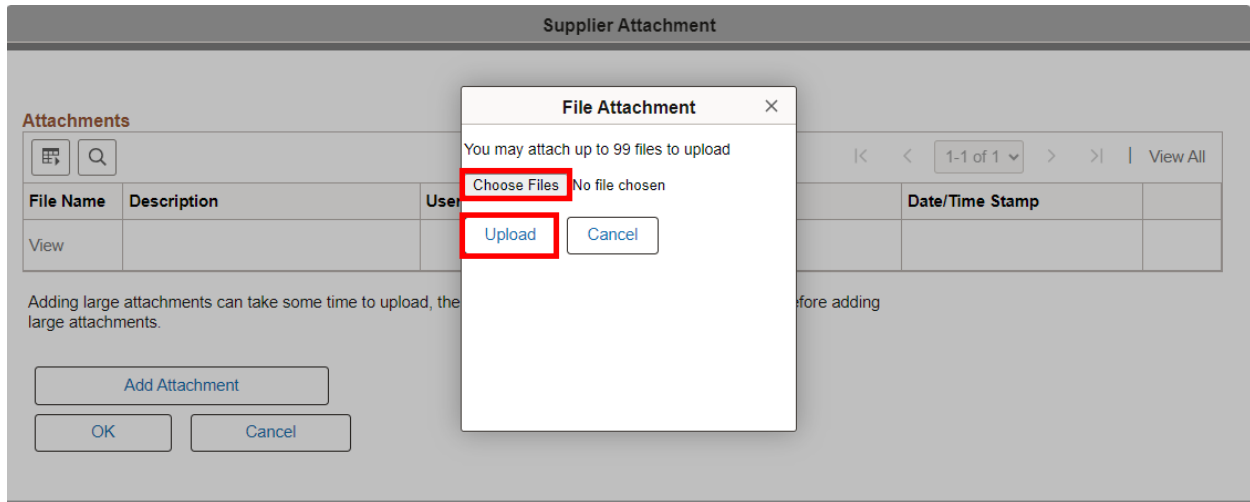 Supplier Attachment
File Attachment
You may attach up to 99 files to upload
Choose Files No file chosen
Upload Cancel
Attachments
1-1 of 1 View All
File Name Description User Date/Time Stamp
View
Adding large attachments can take some time to upload, the efore adding
large attachments.
Add Attachment
OK Cancel